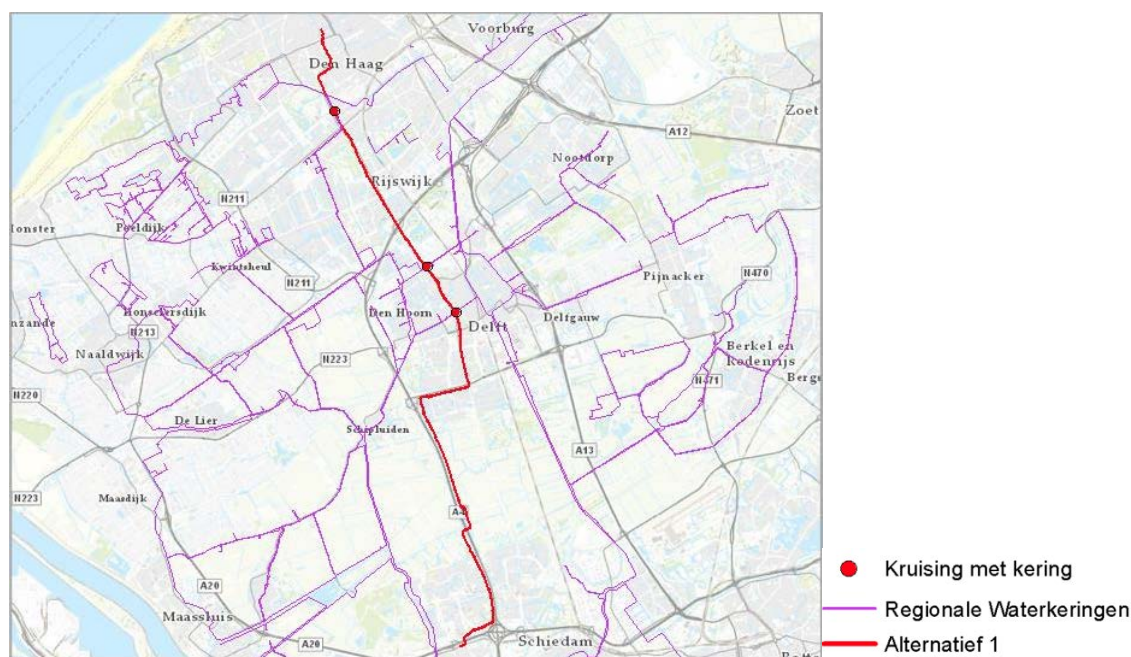 Voorburg
Den Haag
Zoet
A12
Nootdorp
Rijswijk
N211
Poeldijk
Monster
Kwintsheul
N470
Pijnacker
N211
Honselersdijk
Den Hoorn
Delft
Delfgauw
N213
Naaldwijk
N223
Berkel en
Rodenrijs
N471
N220
De Lier
Schipluiden
A13
N223
Maasdijk
A4
A20
Maassluis
A20
Schiedam
Kruising met kering
Regionale Waterkeringen
Alternatief 1